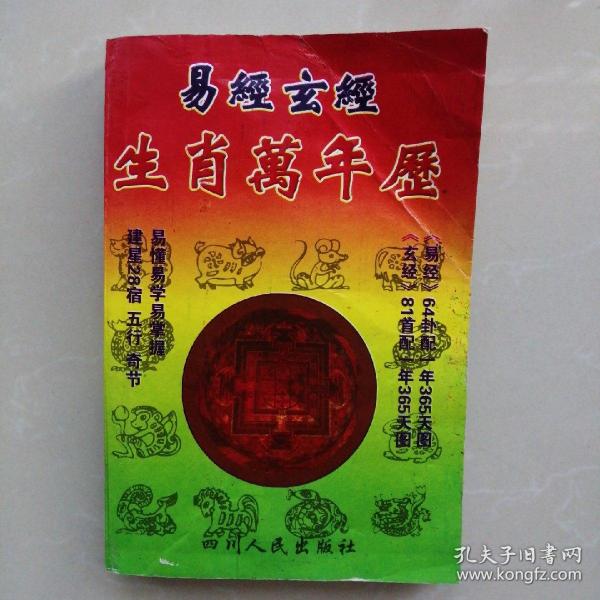 易經玄經
生肖萬年歷
《易经》64卦配一年365天图
《玄经》81首配一年365天图
易懂易学易掌握
建星28宿 五行 奇节
四川人民出版社
孔夫子旧书网
www.kongfz.com